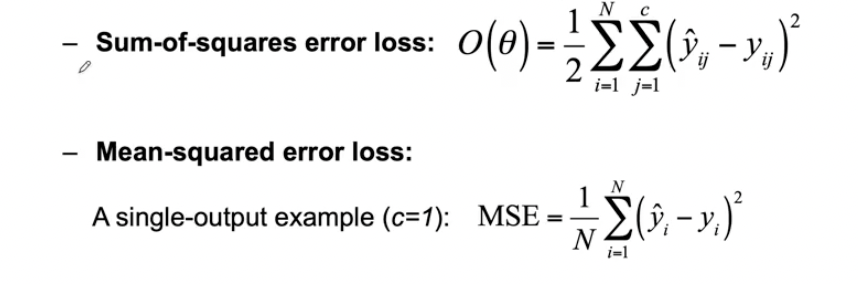 – Sum-of-squares error loss: O(θ) = 1/2 ∑_{i=1}^{N} ∑_{j=1}^{c} (ŷ_{ij} − y_{ij})^2
– Mean-squared error loss:
A single-output example (c=1): MSE = 1/N ∑_{i=1}^{N} (ŷ_i − y_i)^2